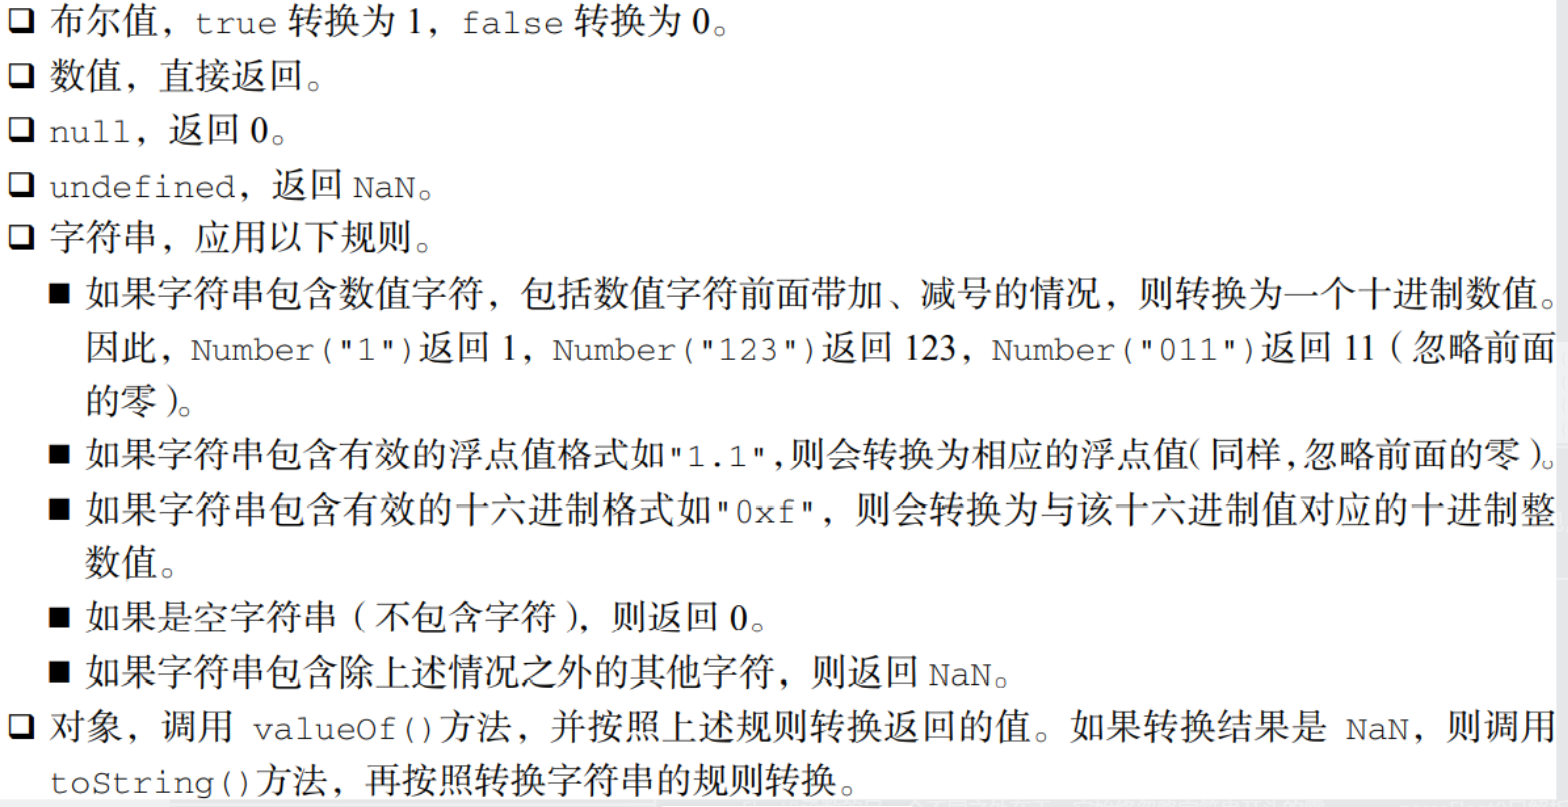 ❑ 布尔值，true 转换为 1，false 转换为 0。
❑ 数值，直接返回。
❑ null，返回 0。
❑ undefined，返回 NaN。
❑ 字符串，应用以下规则。
■ 如果字符串包含数值字符，包括数值字符前面带加、减号的情况，则转换为一个十进制数值。
因此，Number("1")返回 1，Number("123")返回 123，Number("011")返回 11（忽略前面
的零）。
■ 如果字符串包含有效的浮点值格式如"1.1"，则会转换为相应的浮点值（同样，忽略前面的零）。
■ 如果字符串包含有效的十六进制格式如"0xf"，则会转换为与该十六进制值对应的十进制整
数值。
■ 如果是空字符串（不包含字符），则返回 0。
■ 如果字符串包含除上述情况之外的其他字符，则返回 NaN。
❑ 对象，调用 valueOf()方法，并按照上述规则转换返回的值。如果转换结果是 NaN，则调用
toString()方法，再按照转换字符串的规则转换。